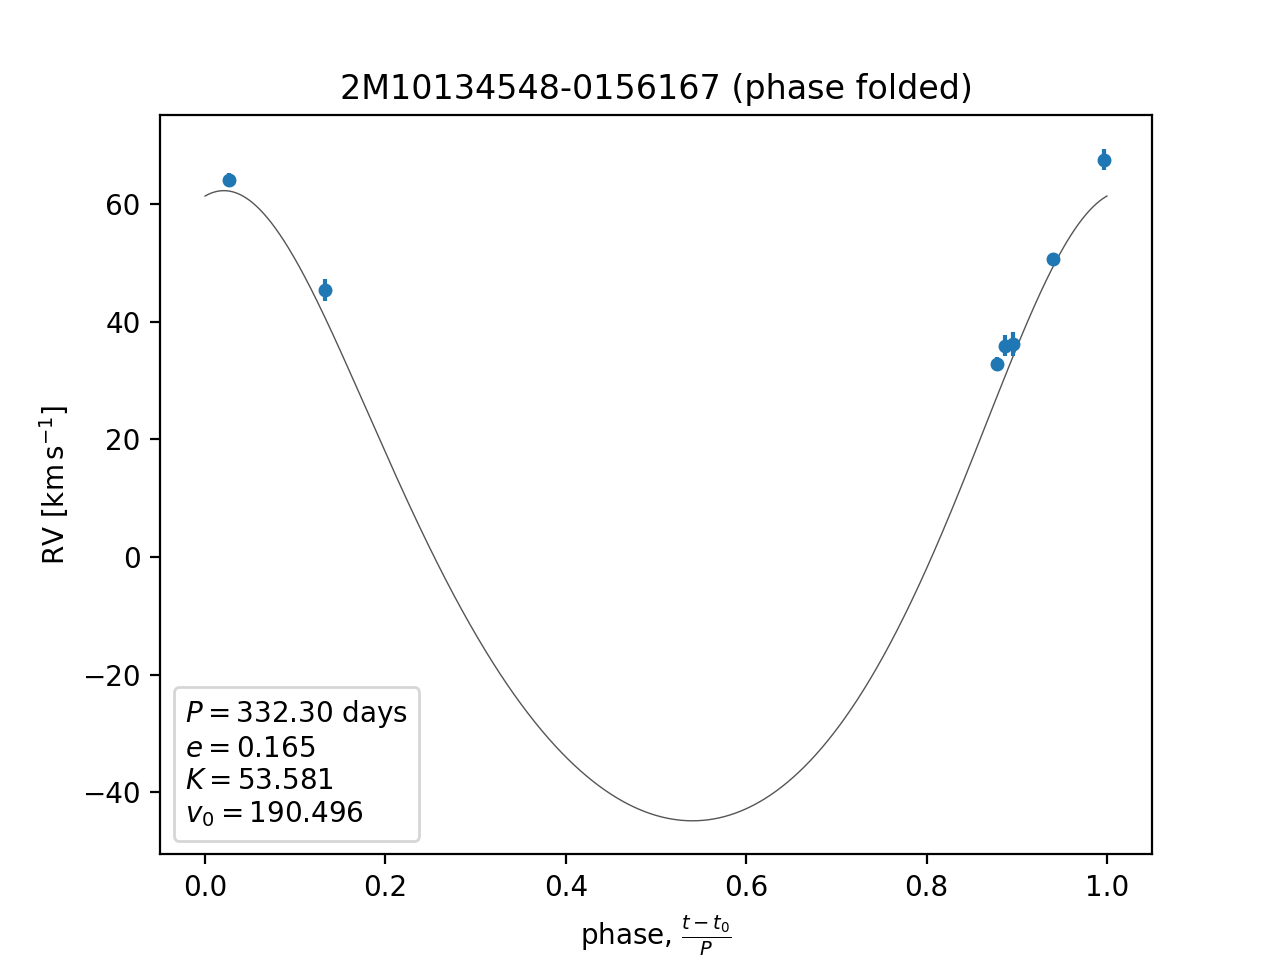 2M10134548-0156167 (phase folded)
RV [km s⁻¹]
60
40
20
0
−20
−40
P = 332.30 days
e = 0.165
K = 53.581
v₀ = 190.496
0.0 0.2 0.4 0.6 0.8 1.0
phase, (t − t₀)/P